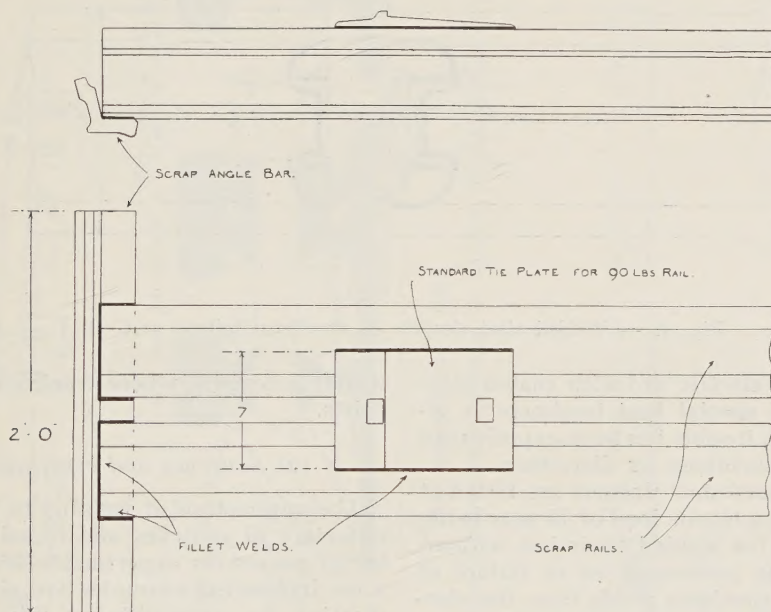 SCRAP ANGLE BAR.
STANDARD TIE PLATE FOR 90 LBS RAIL.
7
2' 0"
FILLET WELDS.
SCRAP RAILS.